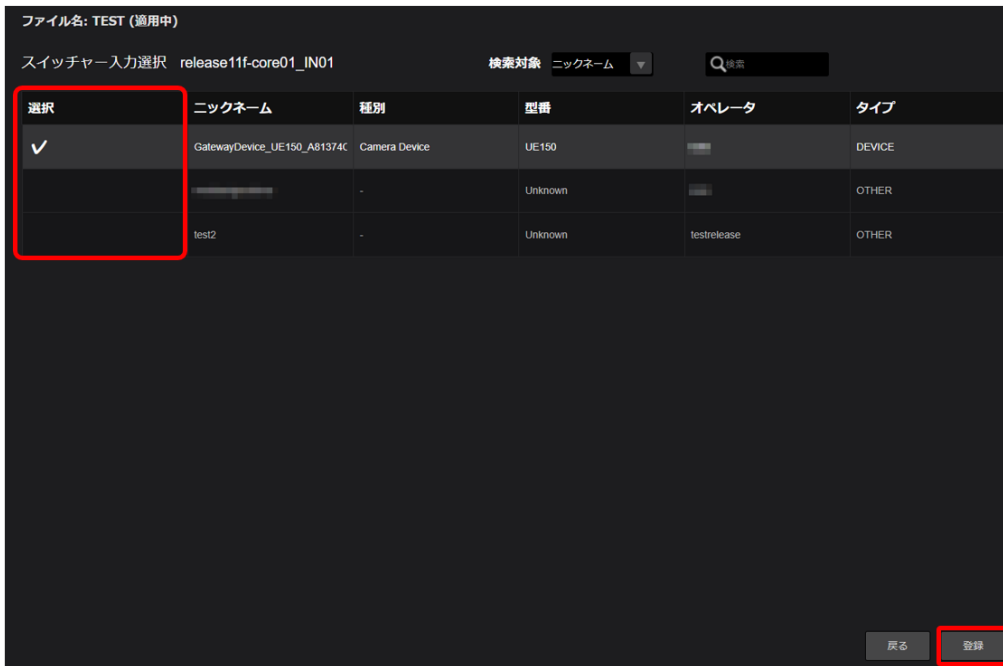 ファイル名: TEST (適用中)
スイッチャー入力選択 release11f-core01_IN01 検索対象 ニックネーム 検索
選択 ニックネーム 種別 型番 オペレータ タイプ
GatewayDevice_UE150_A81374C Camera Device UE150 DEVICE
- Unknown OTHER
test2 - Unknown testrelease OTHER
戻る 登録